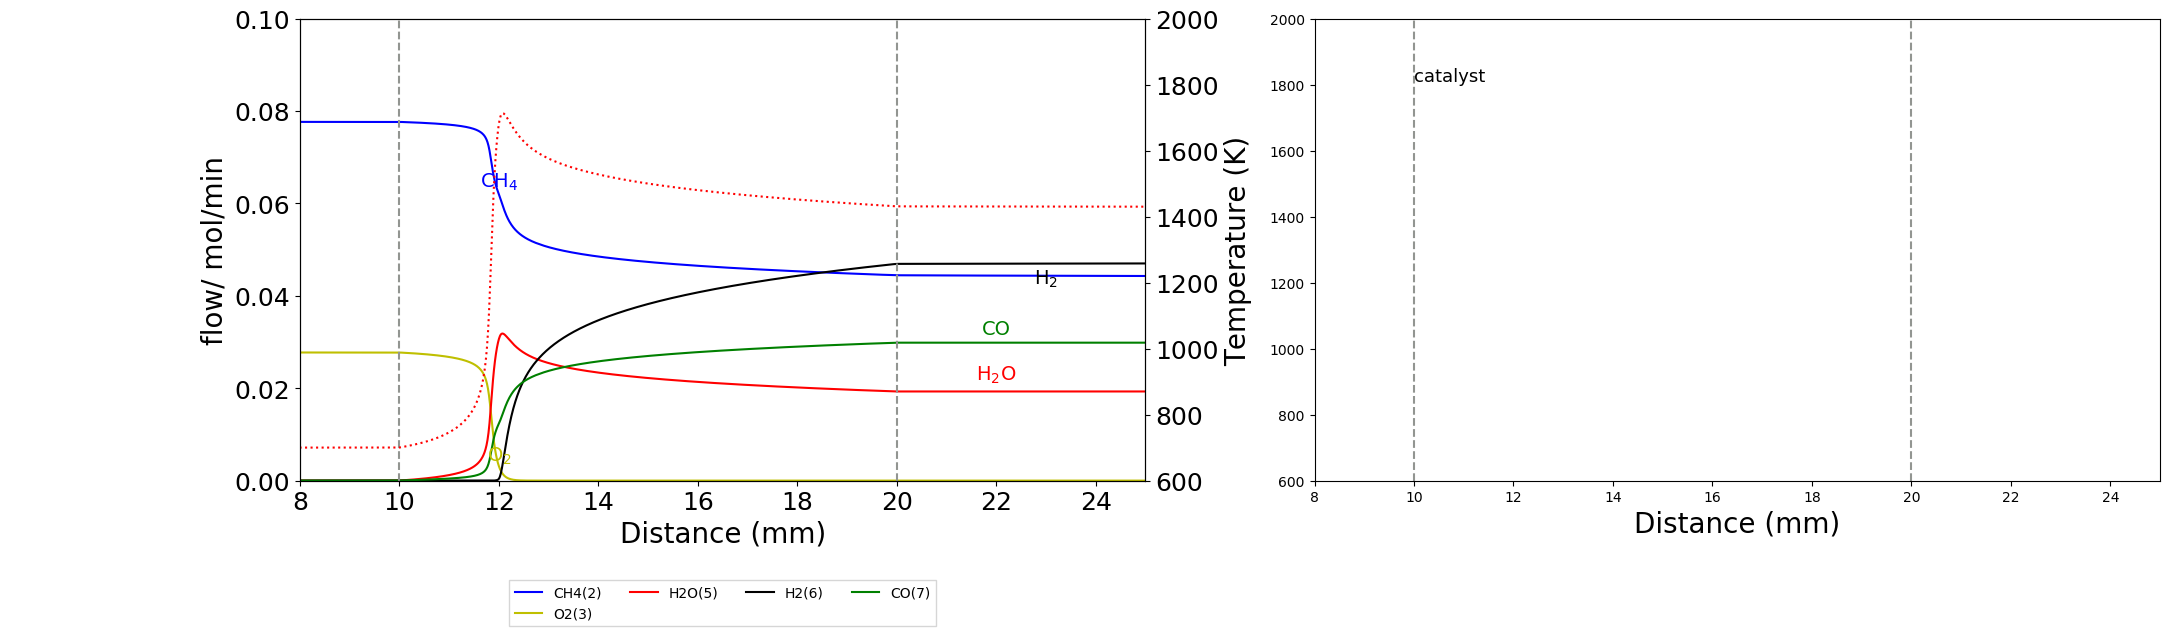 0.10
0.08
0.06
0.04
0.02
0.00
flow/ mol/min
8 10 12 14 16 18 20 22 24
Distance (mm)
CH4
O2
H2
CO
H2O
2000
1800
1600
1400
1200
1000
800
600
Temperature (K)
CH4(2) H2O(5) H2(6) CO(7)
O2(3)
2000
1800
1600
1400
1200
1000
800
600
catalyst
8 10 12 14 16 18 20 22 24
Distance (mm)